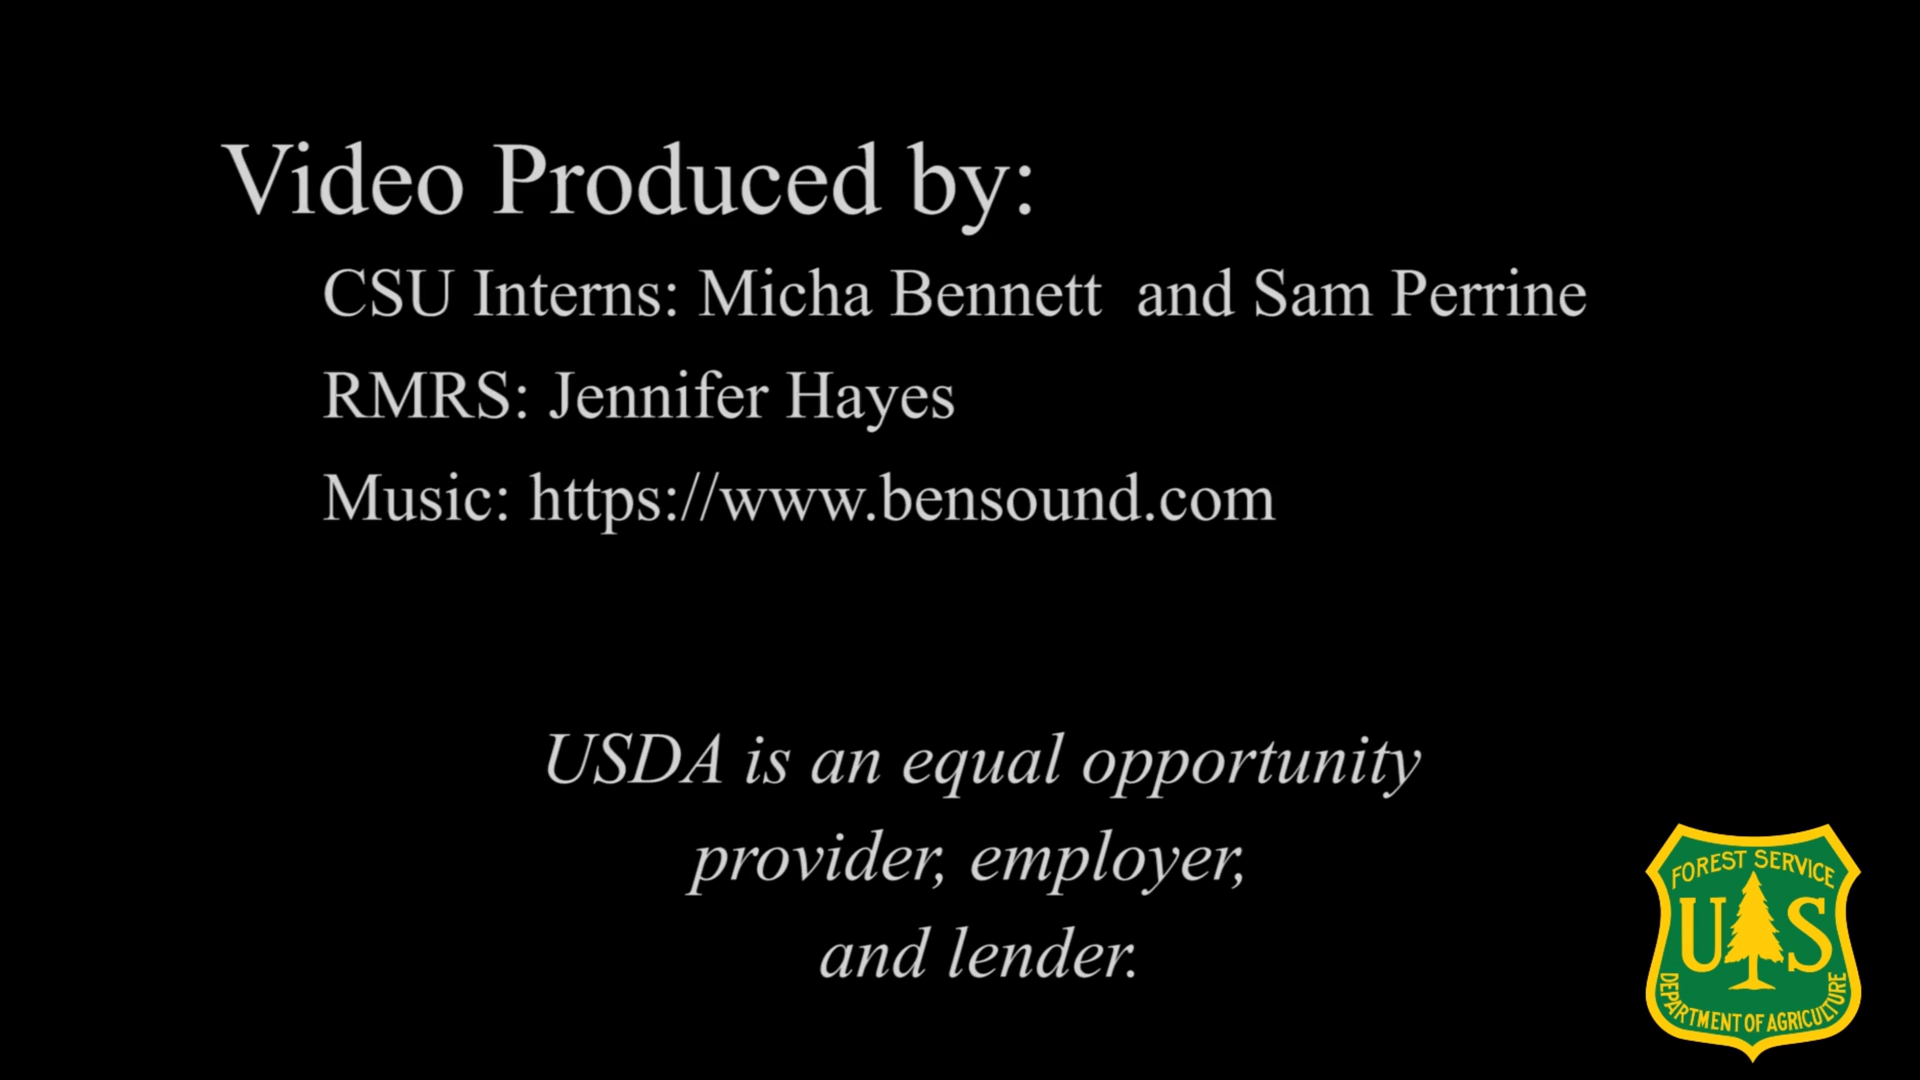 Video Produced by:
CSU Interns: Micha Bennett  and Sam Perrine
RMRS: Jennifer Hayes
Music: https://www.bensound.com
USDA is an equal opportunity
provider, employer,
and lender.
FOREST SERVICE
U S
DEPARTMENT OF AGRICULTURE